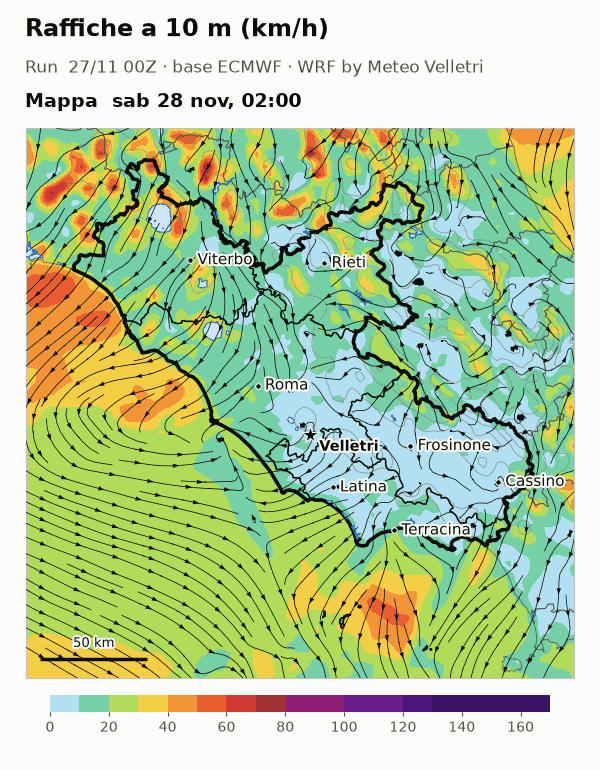 Raffiche a 10 m (km/h)
Run 27/11 00Z · base ECMWF · WRF by Meteo Velletri
Mappa sab 28 nov, 02:00
Viterbo
Rieti
Roma
Velletri
Frosinone
Latina
Cassino
Terracina
50 km
0 20 40 60 80 100 120 140 160